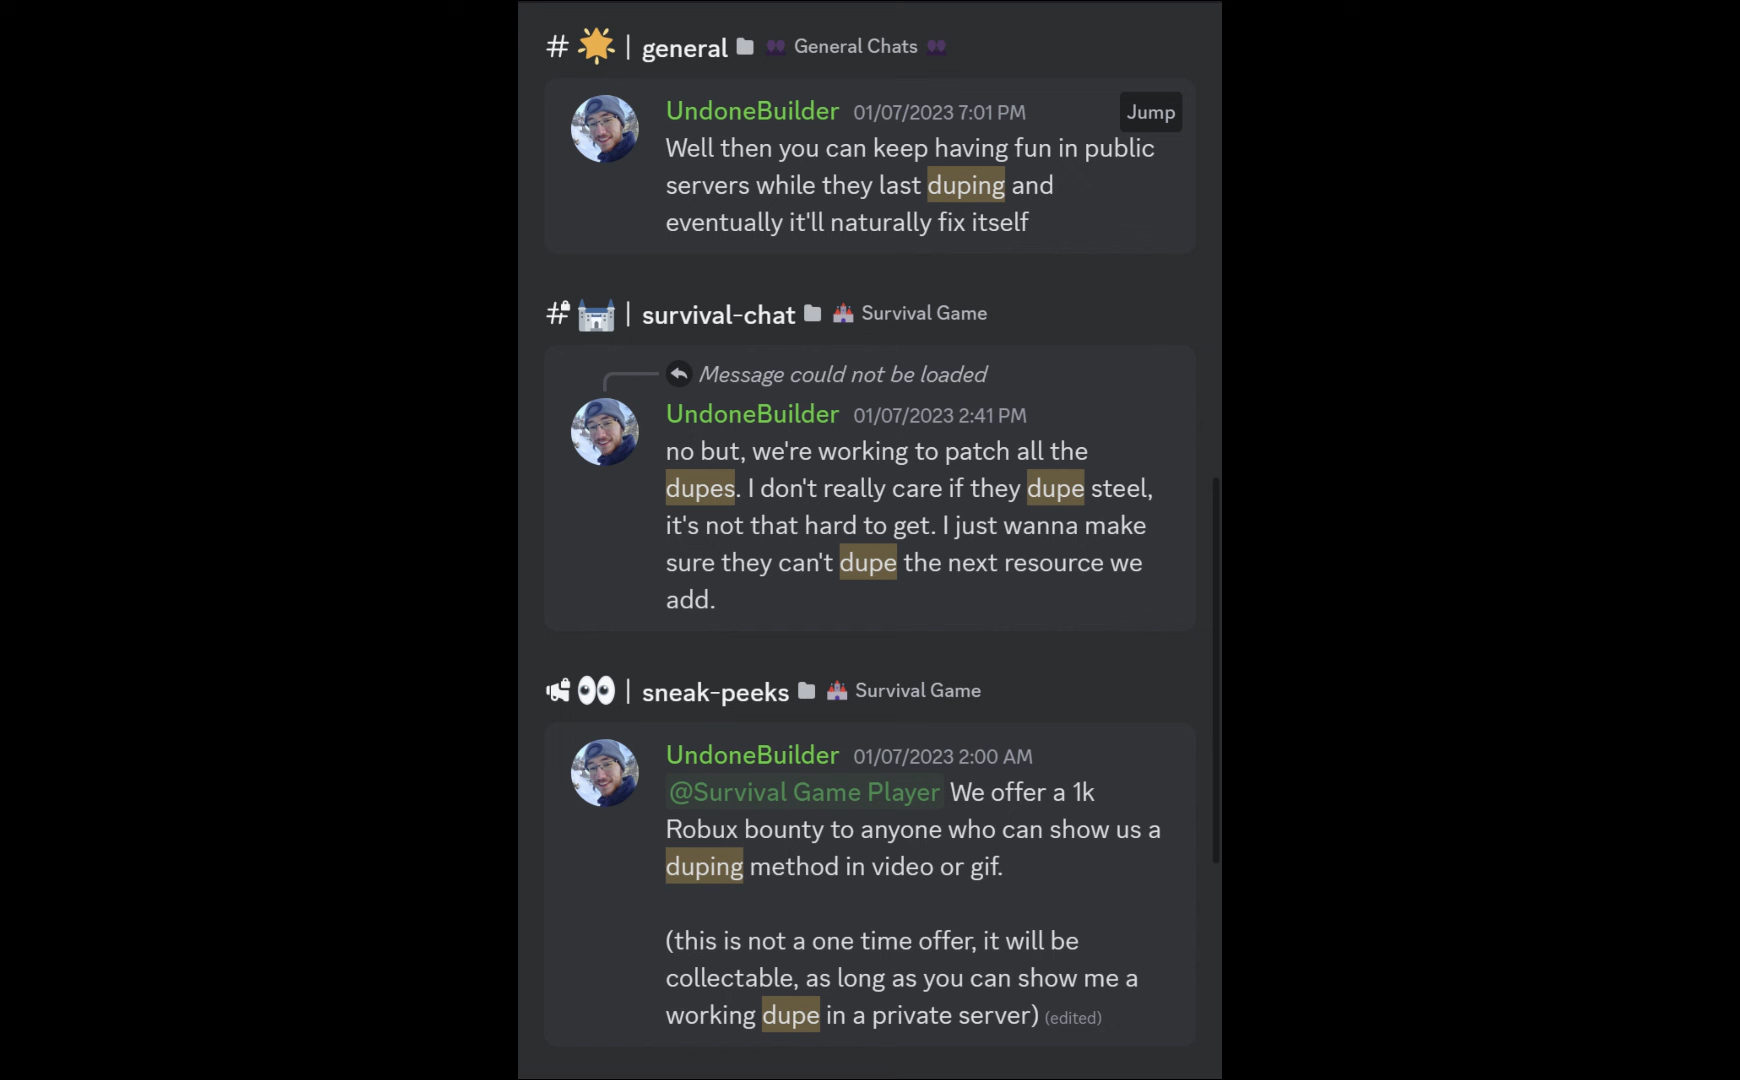 # | general General Chats
UndoneBuilder 01/07/2023 7:01 PM Jump
Well then you can keep having fun in public
servers while they last duping and
eventually it'll naturally fix itself
# | survival-chat Survival Game
Message could not be loaded
UndoneBuilder 01/07/2023 2:41 PM
no but, we're working to patch all the
dupes. I don't really care if they dupe steel,
it's not that hard to get. I just wanna make
sure they can't dupe the next resource we
add.
| sneak-peeks Survival Game
UndoneBuilder 01/07/2023 2:00 AM
@Survival Game Player We offer a 1k
Robux bounty to anyone who can show us a
duping method in video or gif.
(this is not a one time offer, it will be
collectable, as long as you can show me a
working dupe in a private server) (edited)